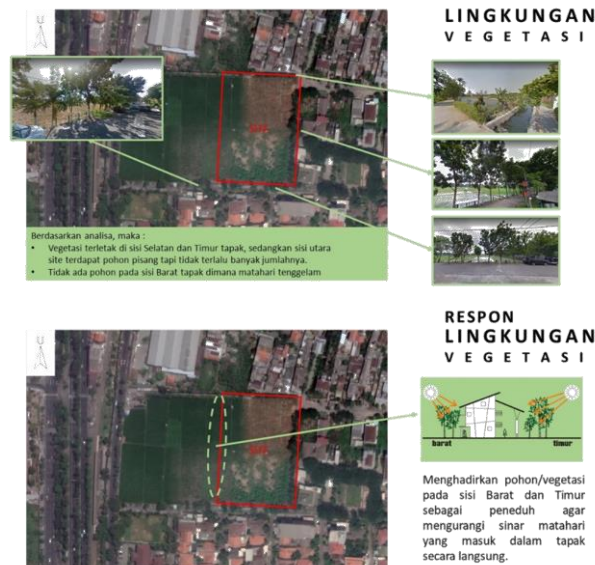 LINGKUNGAN
VEGETASI
U
Berdasarkan analisa, maka :
• Vegetasi terletak di sisi Selatan dan Timur tapak, sedangkan sisi utara
site terdapat pohon pisang tapi tidak terlalu banyak jumlahnya.
• Tidak ada pohon pada sisi Barat tapak dimana matahari tenggelam
RESPON
LINGKUNGAN
VEGETASI
U
barat
timur
Menghadirkan pohon/vegetasi
pada sisi Barat dan Timur
sebagai peneduh agar
mengurangi sinar matahari
yang masuk dalam tapak
secara langsung.